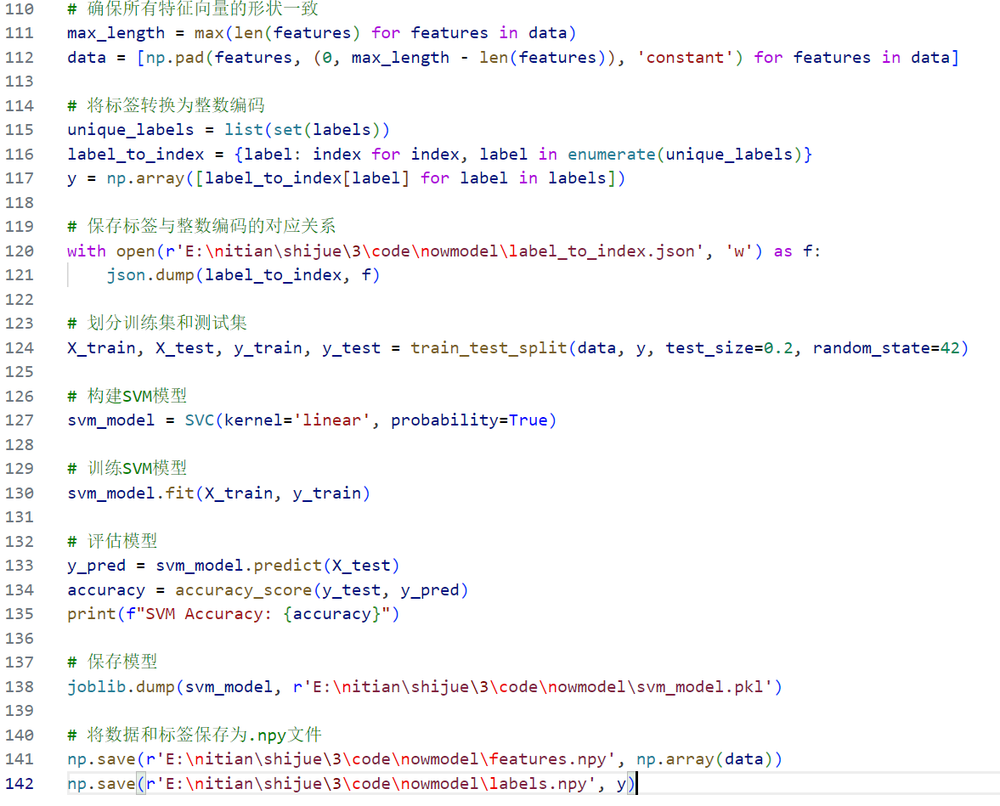 110 # 确保所有特征向量的形状一致
111 max_length = max(len(features) for features in data)
112 data = [np.pad(features, (0, max_length - len(features)), 'constant') for features in data]
113
114 # 将标签转换为整数编码
115 unique_labels = list(set(labels))
116 label_to_index = {label: index for index, label in enumerate(unique_labels)}
117 y = np.array([label_to_index[label] for label in labels])
118
119 # 保存标签与整数编码的对应关系
120 with open(r'E:\nitian\shijue\3\code\nowmodel\label_to_index.json', 'w') as f:
121     json.dump(label_to_index, f)
122
123 # 划分训练集和测试集
124 X_train, X_test, y_train, y_test = train_test_split(data, y, test_size=0.2, random_state=42)
125
126 # 构建SVM模型
127 svm_model = SVC(kernel='linear', probability=True)
128
129 # 训练SVM模型
130 svm_model.fit(X_train, y_train)
131
132 # 评估模型
133 y_pred = svm_model.predict(X_test)
134 accuracy = accuracy_score(y_test, y_pred)
135 print(f"SVM Accuracy: {accuracy}")
136
137 # 保存模型
138 joblib.dump(svm_model, r'E:\nitian\shijue\3\code\nowmodel\svm_model.pkl')
139
140 # 将数据和标签保存为.npy文件
141 np.save(r'E:\nitian\shijue\3\code\nowmodel\features.npy', np.array(data))
142 np.save(r'E:\nitian\shijue\3\code\nowmodel\labels.npy', y)